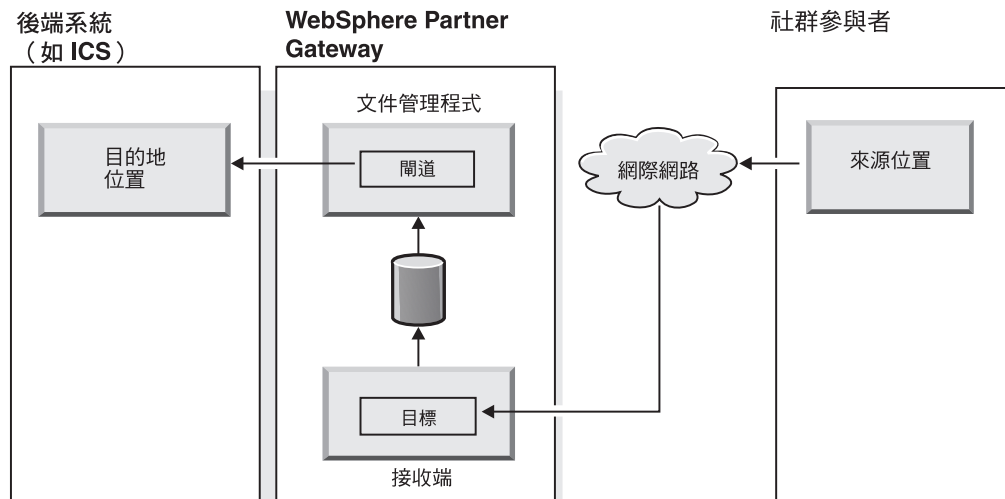 後端系統
（如 ICS）
WebSphere Partner
Gateway
社群參與者
文件管理程式
目的地
位置
閘道
網際網路
來源位置
目標
接收端